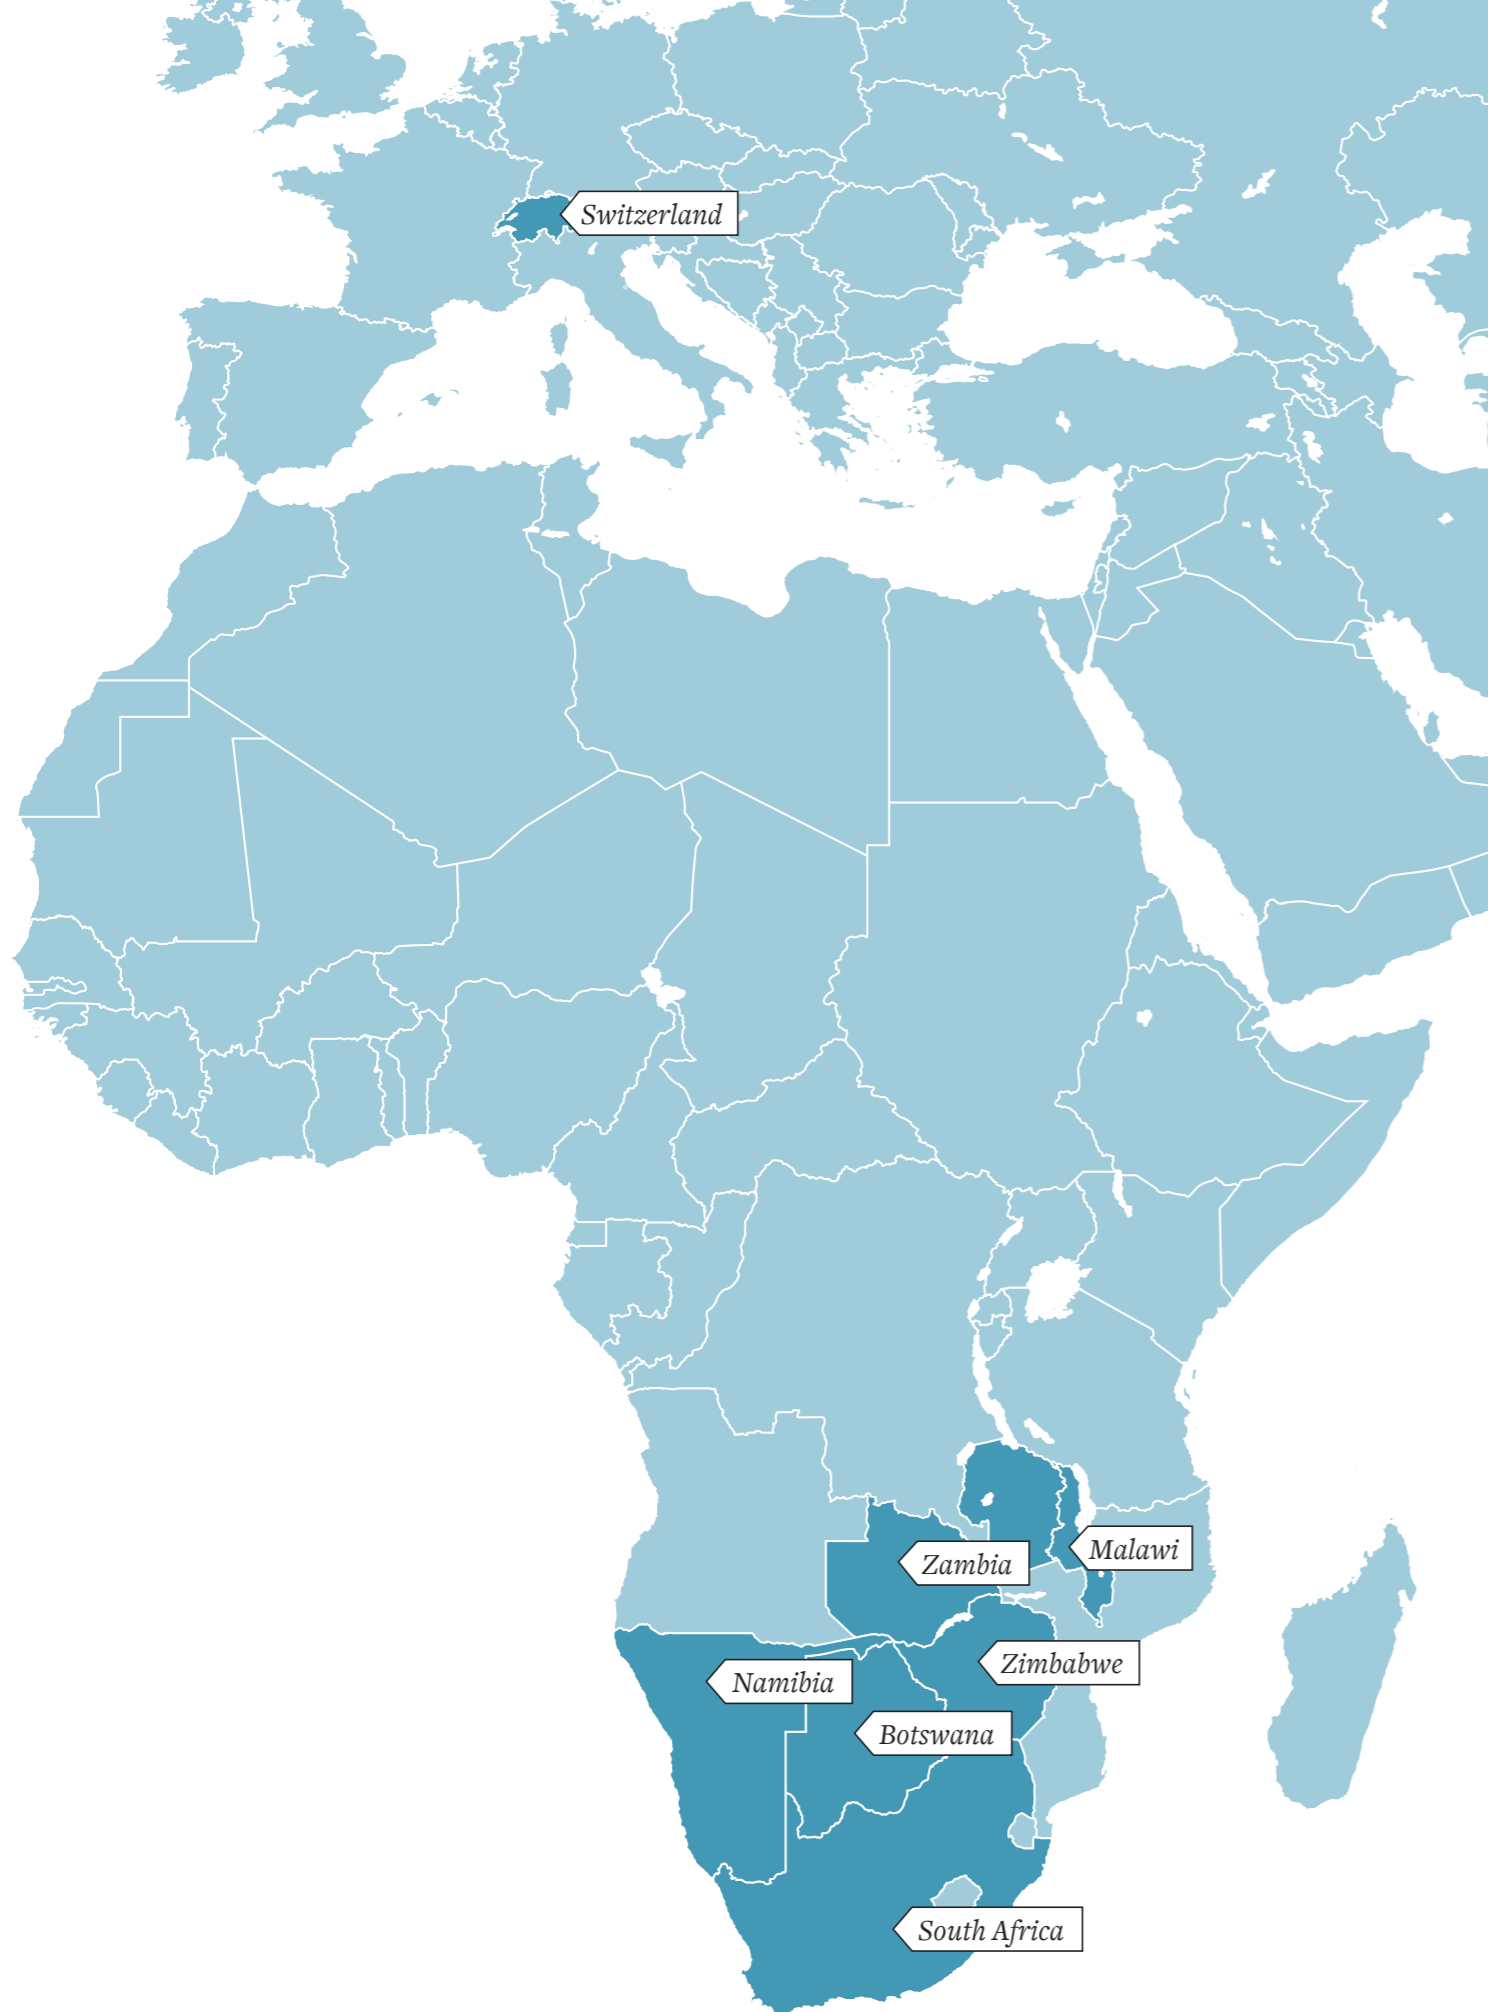 Switzerland
Malawi
Zambia
Zimbabwe
Namibia
Botswana
South Africa